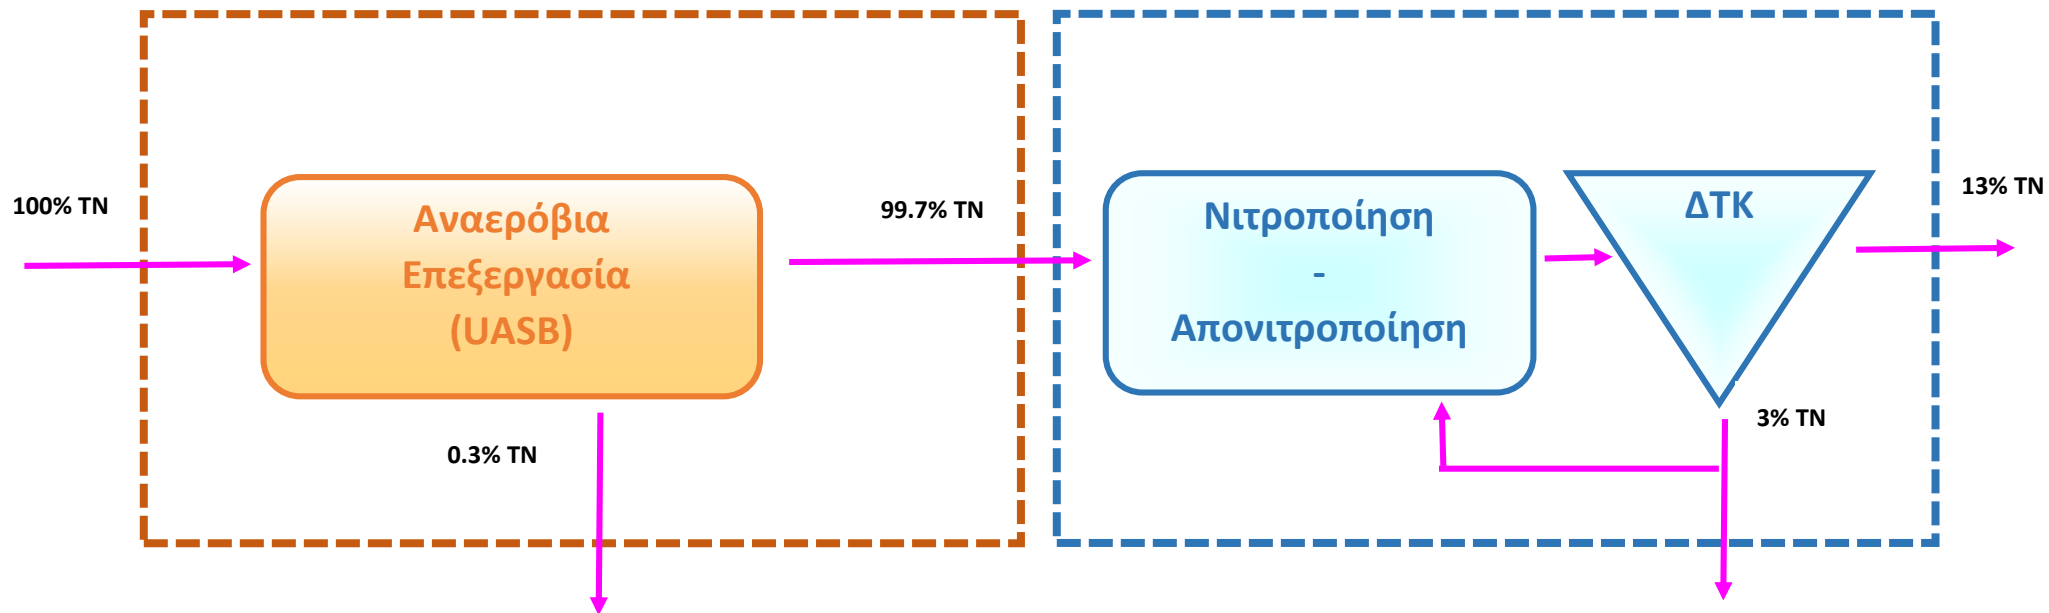 100% TN
Αναερόβια
Επεξεργασία
(UASB)
0.3% TN
99.7% TN
Νιτροποίηση
-
Απονιτροποίηση
ΔΤΚ
3% TN
13% TN